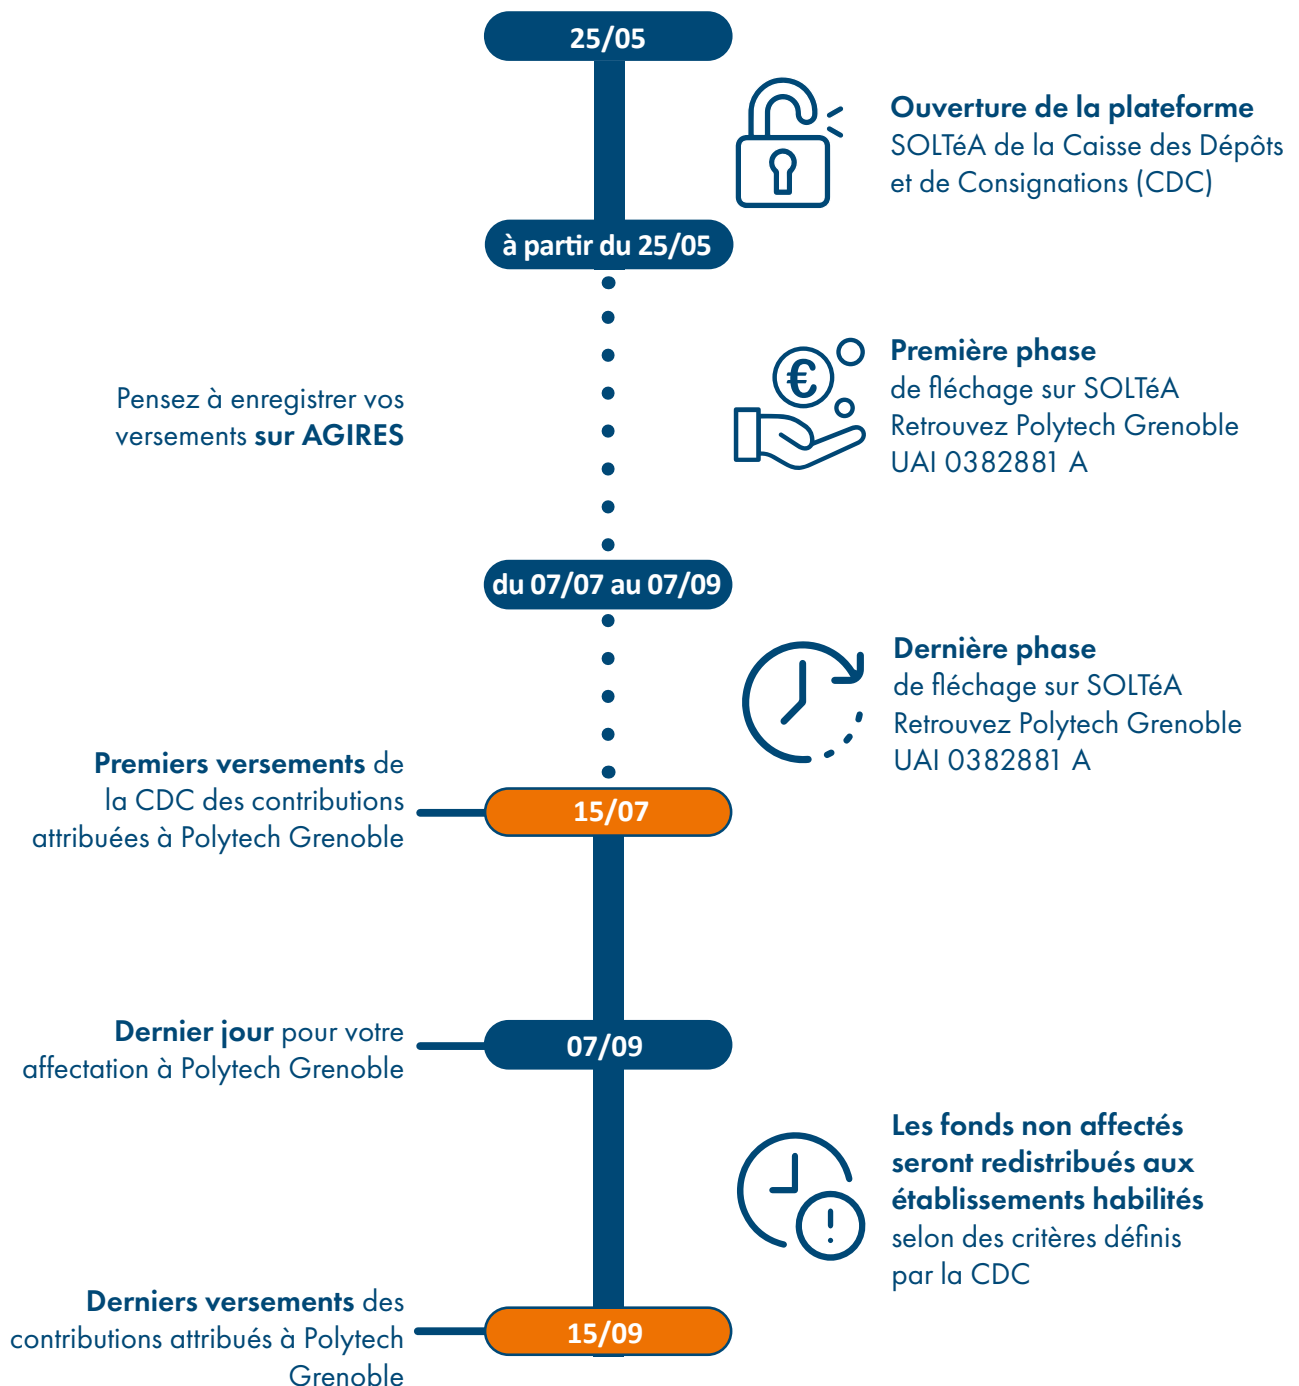 25/05
Ouverture de la plateforme
SOLTéA de la Caisse des Dépôts
et de Consignations (CDC)
à partir du 25/05
Première phase
de fléchage sur SOLTéA
Retrouvez Polytech Grenoble
UAI 0382881 A
Pensez à enregistrer vos
versements sur AGIRES
du 07/07 au 07/09
Dernière phase
de fléchage sur SOLTéA
Retrouvez Polytech Grenoble
UAI 0382881 A
Premiers versements de
la CDC des contributions
attribuées à Polytech Grenoble
15/07
Dernier jour pour votre
affectation à Polytech Grenoble
07/09
Les fonds non affectés
seront redistribués aux
établissements habilités
selon des critères définis
par la CDC
Derniers versements des
contributions attribués à Polytech
Grenoble
15/09